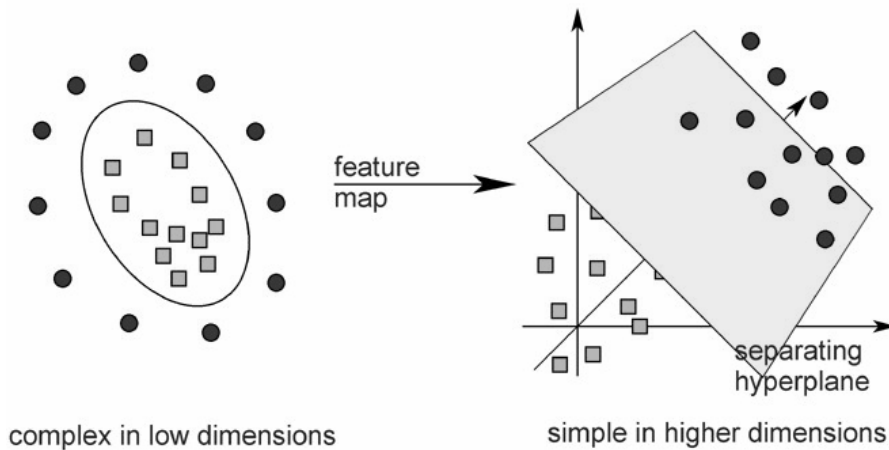 feature
map
separating
hyperplane
complex in low dimensions
simple in higher dimensions